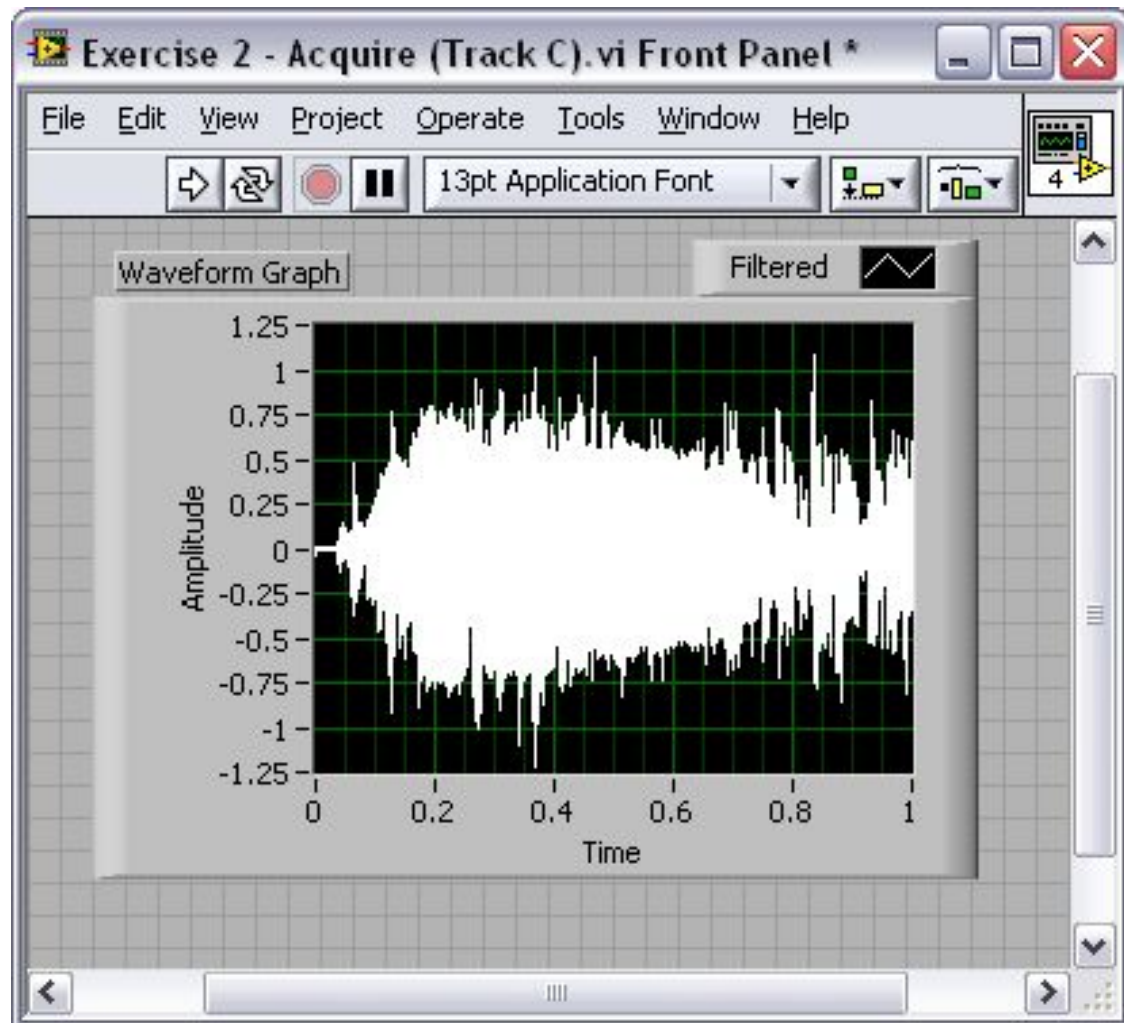 Exercise 2 - Acquire (Track C).vi Front Panel *
File Edit View Project Operate Tools Window Help
13pt Application Font
4
Waveform Graph
Filtered
1.25
1
0.75
0.5
0.25
0
-0.25
-0.5
-0.75
-1
-1.25
Amplitude
0 0.2 0.4 0.6 0.8 1
Time